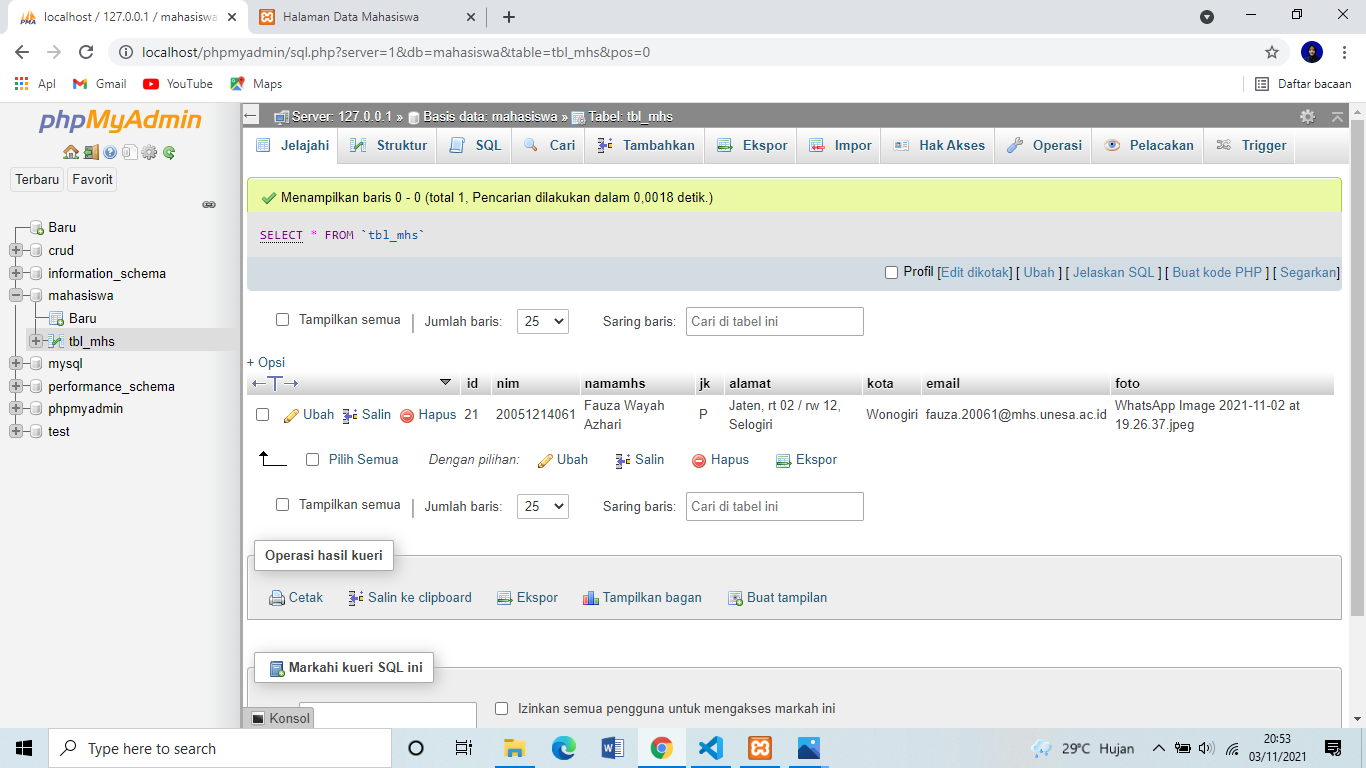 localhost / 127.0.0.1 / mahasiswa
Halaman Data Mahasiswa
localhost/phpmyadmin/sql.php?server=1&db=mahasiswa&table=tbl_mhs&pos=0
Apl Gmail YouTube Maps Daftar bacaan
phpMyAdmin
Terbaru Favorit
Baru
crud
information_schema
mahasiswa
Baru
tbl_mhs
mysql
performance_schema
phpmyadmin
test
Server: 127.0.0.1 » Basis data: mahasiswa » Tabel: tbl_mhs
Jelajahi Struktur SQL Cari Tambahkan Ekspor Impor Hak Akses Operasi Pelacakan Trigger
Menampilkan baris 0 - 0 (total 1, Pencarian dilakukan dalam 0,0018 detik.)
SELECT * FROM `tbl_mhs`
Profil [Edit dikotak] [ Ubah ] [ Jelaskan SQL ] [ Buat kode PHP ] [ Segarkan]
Tampilkan semua | Jumlah baris: 25 Saring baris: Cari di tabel ini
+ Opsi
←T→ id nim namamhs jk alamat kota email foto
Ubah Salin Hapus 21 20051214061 Fauza Wayah Azhari P Jaten, rt 02 / rw 12, Selogiri Wonogiri fauza.20061@mhs.unesa.ac.id WhatsApp Image 2021-11-02 at 19.26.37.jpeg
Pilih Semua Dengan pilihan: Ubah Salin Hapus Ekspor
Tampilkan semua | Jumlah baris: 25 Saring baris: Cari di tabel ini
Operasi hasil kueri
Cetak Salin ke clipboard Ekspor Tampilkan bagan Buat tampilan
Markahi kueri SQL ini
Izinkan semua pengguna untuk mengakses markah ini
Konsol
Type here to search
29°C Hujan
20:53
03/11/2021